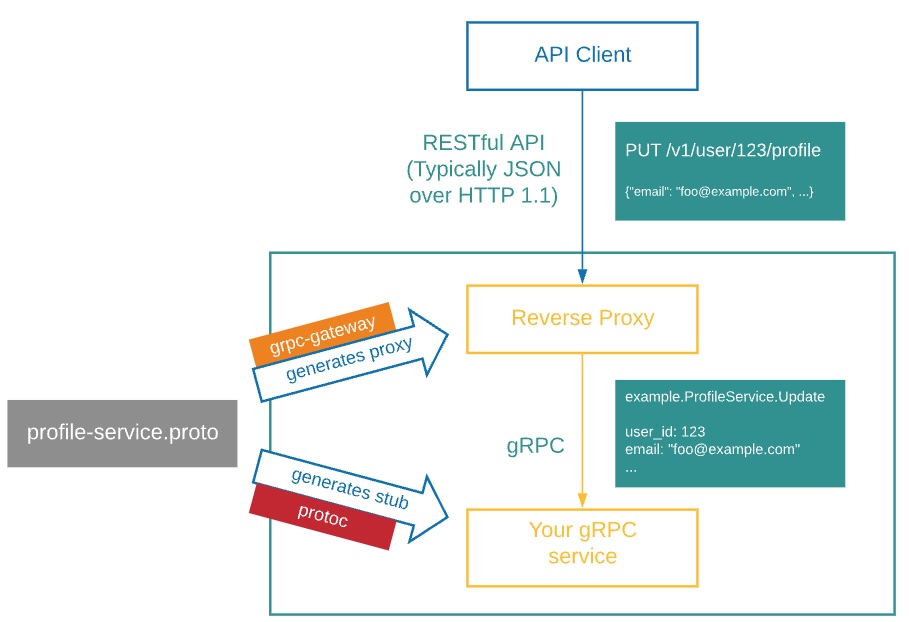 API Client
RESTful API
(Typically JSON
over HTTP 1.1)
PUT /v1/user/123/profile
{"email": "foo@example.com", ...}
grpc-gateway
generates proxy
Reverse Proxy
profile-service.proto
example.ProfileService.Update
user_id: 123
email: "foo@example.com"
...
gRPC
generates stub
protoc
Your gRPC
service